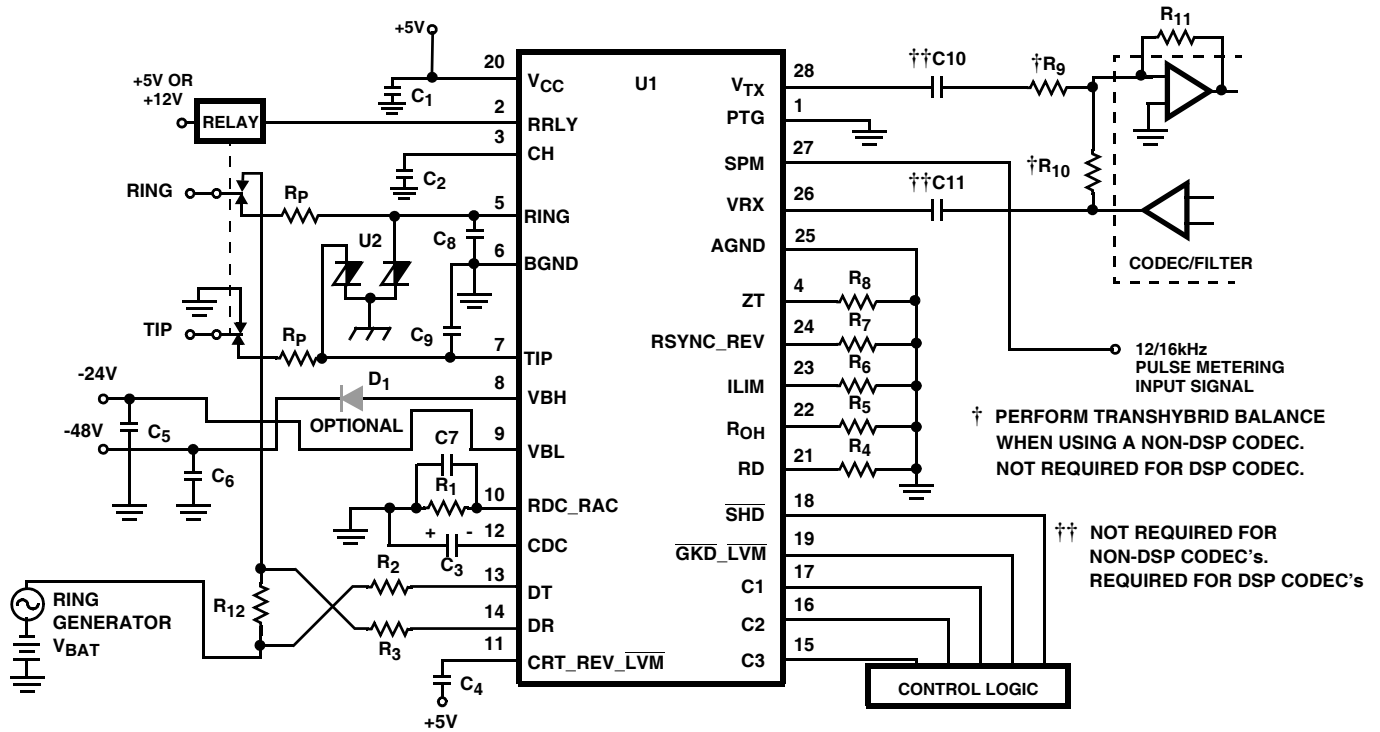 +5V
+5V OR
+12V
RELAY
RING
TIP
-24V
-48V
RING
GENERATOR
VBAT
C1
C2
RP
U2
C8
C9
RP
D1
OPTIONAL
C5
C6
C7
R1
+ -
C3
R2
R12
R3
C4
+5V
20
2
3
5
6
7
8
9
10
12
13
14
11
U1
VCC
RRLY
CH
RING
BGND
TIP
VBH
VBL
RDC_RAC
CDC
DT
DR
CRT_REV_LVM
VTX
PTG
SPM
VRX
AGND
ZT
RSYNC_REV
ILIM
ROH
RD
SHD
GKD_LVM
C1
C2
C3
28
1
27
26
25
4
24
23
22
21
18
19
17
16
15
††C10
†R9
R11
†R10
††C11
CODEC/FILTER
R8
R7
R6
R5
R4
12/16kHz
PULSE METERING
INPUT SIGNAL
† PERFORM TRANSHYBRID BALANCE
WHEN USING A NON-DSP CODEC.
NOT REQUIRED FOR DSP CODEC.
†† NOT REQUIRED FOR
NON-DSP CODEC's.
REQUIRED FOR DSP CODEC's
CONTROL LOGIC